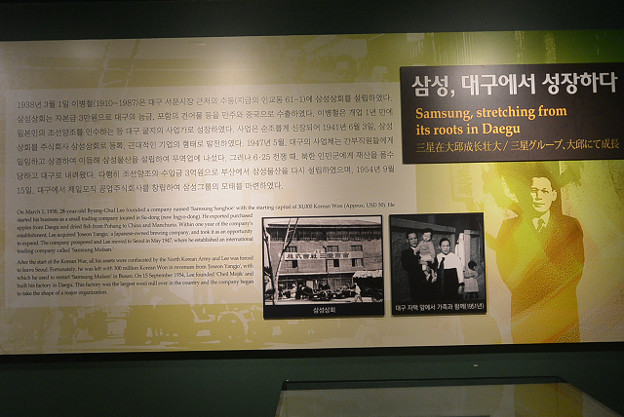 삼성, 대구에서 성장하다
Samsung, stretching from
its roots in Daegu
三星在大邱成长壮大 / 三星グループ、大邱にて成長
1938년 3월 1일 이병철(1910~1987)은 대구 서문시장 근처의 수동(지금의 인교동 61-1)에 삼성상회를 설립하였다.
삼성상회는 자본금 3만원으로 대구의 능금, 포항의 건어물 등을 만주와 중국으로 수출하였다. 이병철은 개업 1년 만에
일본인의 조선양조를 인수하는 등 대구 굴지의 사업가로 성장하였다. 사업은 순조롭게 신장되어 1941년 6월 3일, 삼성상
회를 주식회사 삼성상회로 등록, 근대적인 기업의 형태로 발전하였다. 1947년 5월, 대구의 사업체는 간부직원들에게
일임하고 상경하여 이듬해 삼성물산을 설립하여 무역업에 나섰다. 그러나 6·25 전쟁 때, 북한 인민군에게 재산을 몰수
당하고 대구로 내려왔다. 다행히 조선양조의 수입금 3억원으로 부산에서 삼성물산을 다시 설립하였으며, 1954년 9월
15일, 대구에서 제일모직 공업주식회사를 창립하여 삼성그룹의 모태를 마련하였다.
On March 1, 1938, 28-year-old Byung-Chul Lee founded a company named 'Samsung Sanghoe' with the starting capital of 30,000 Korean Won (Approx. USD 30). He
started his business as a small trading company located in Su-dong (now Ingyo-dong). He exported purchased
apples from Daegu and dried fish from Pohang to China and Manchuria. Within one year of the company's
establishment, Lee acquired 'Joseon Yangjo', a Japanese-owned brewing company, and took it as an opportunity
to expand. The company prospered and Lee moved to Seoul in May 1947, where he established an international
trading company called 'Samsung Mulsan.'
After the start of the Korean War, all his assets were confiscated by the North Korean Army and Lee was forced
to leave Seoul. Fortunately, he was left with 300 million Korean Won in revenues from 'Joseon Yangjo', with
which he used to restart 'Samsung Mulsan' in Busan. On 15 September 1954, Lee founded 'Cheil Mojik' and
built his factory in Daegu. This factory was the largest wool mill ever in the country and the company began
to take the shape of a major organization.
株式會社三星商會
삼성상회
대구 자택 앞에서 가족과 함께(1951년)